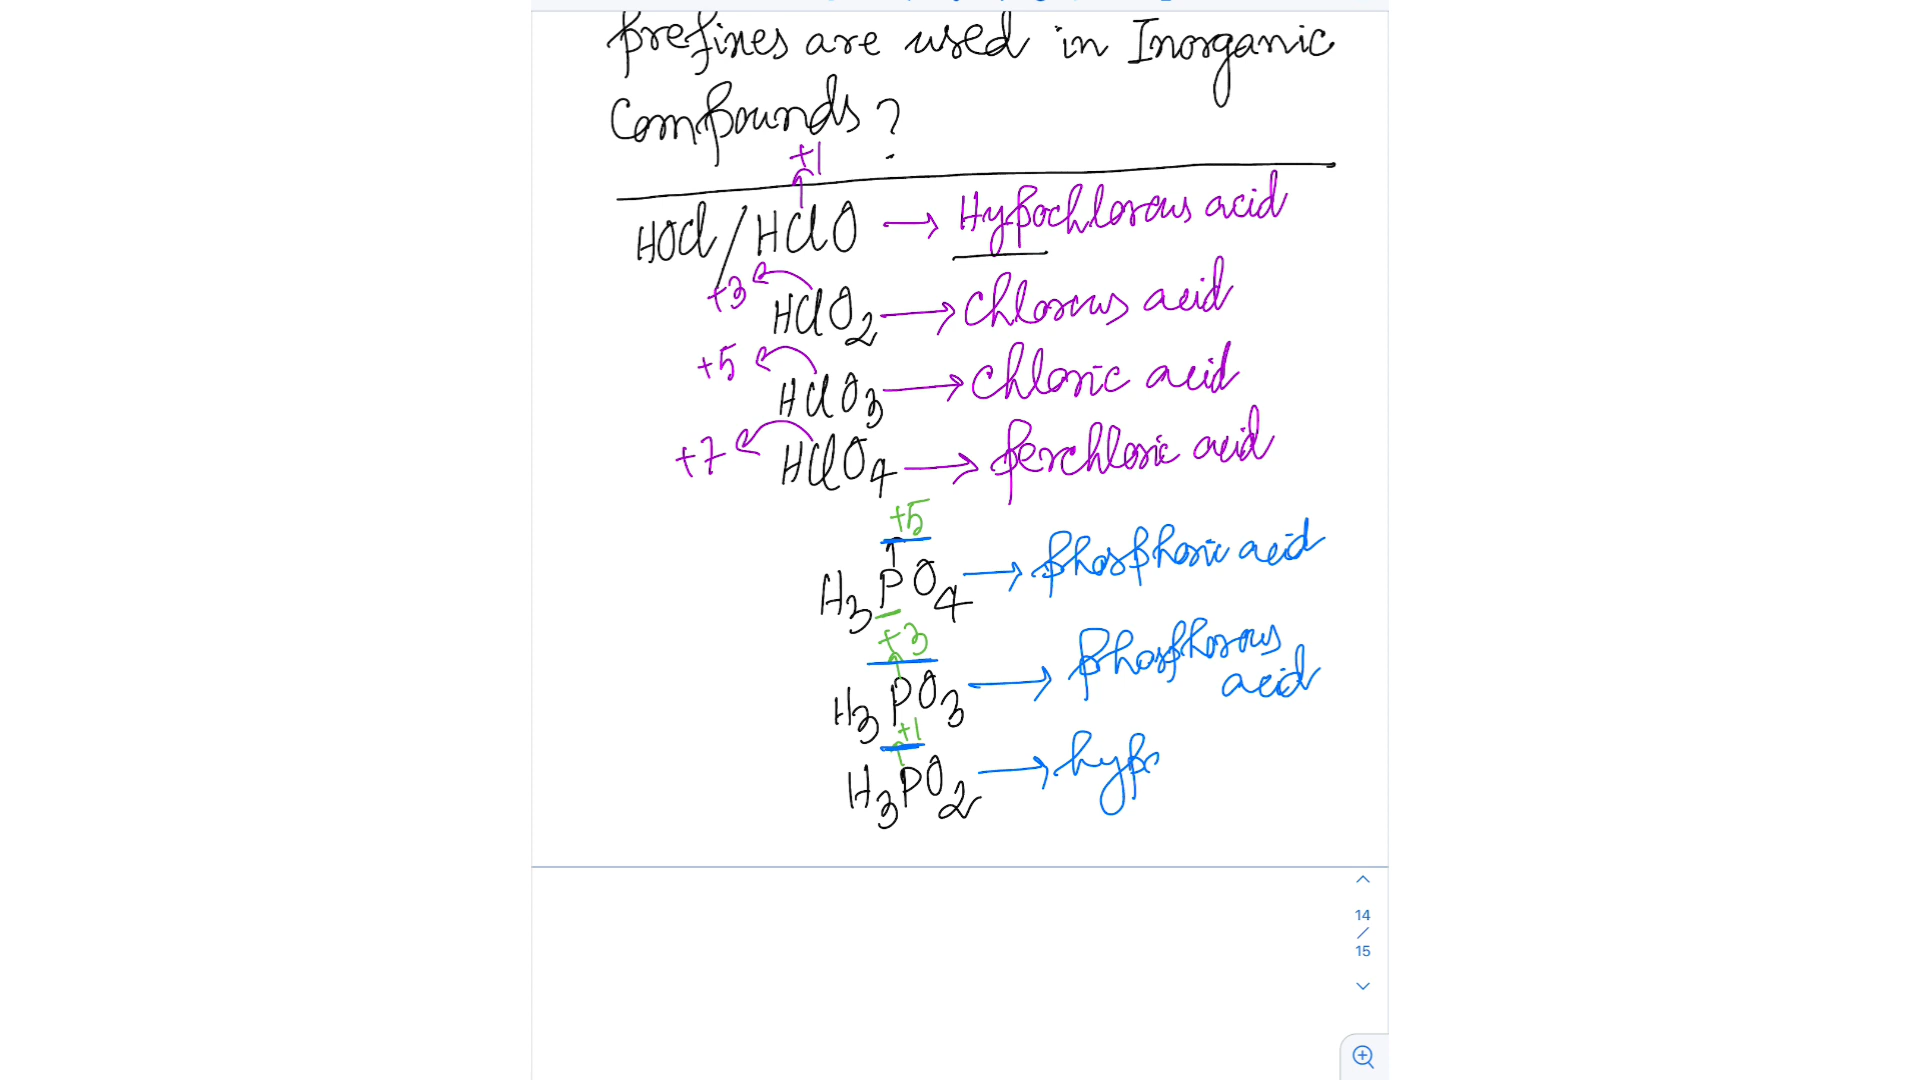 prefixes are used in Inorganic
Compounds?
+1
HOCl/HClO → Hypochlorous acid
+3
HClO2 → chlorous acid
+5
HClO3 → chloric acid
+7 HClO4 → perchloric acid
+5
H3PO4 → phosphoric acid
+3
H3PO3 → phosphorous
acid
+1
H3PO2 → hypo
14
/
15